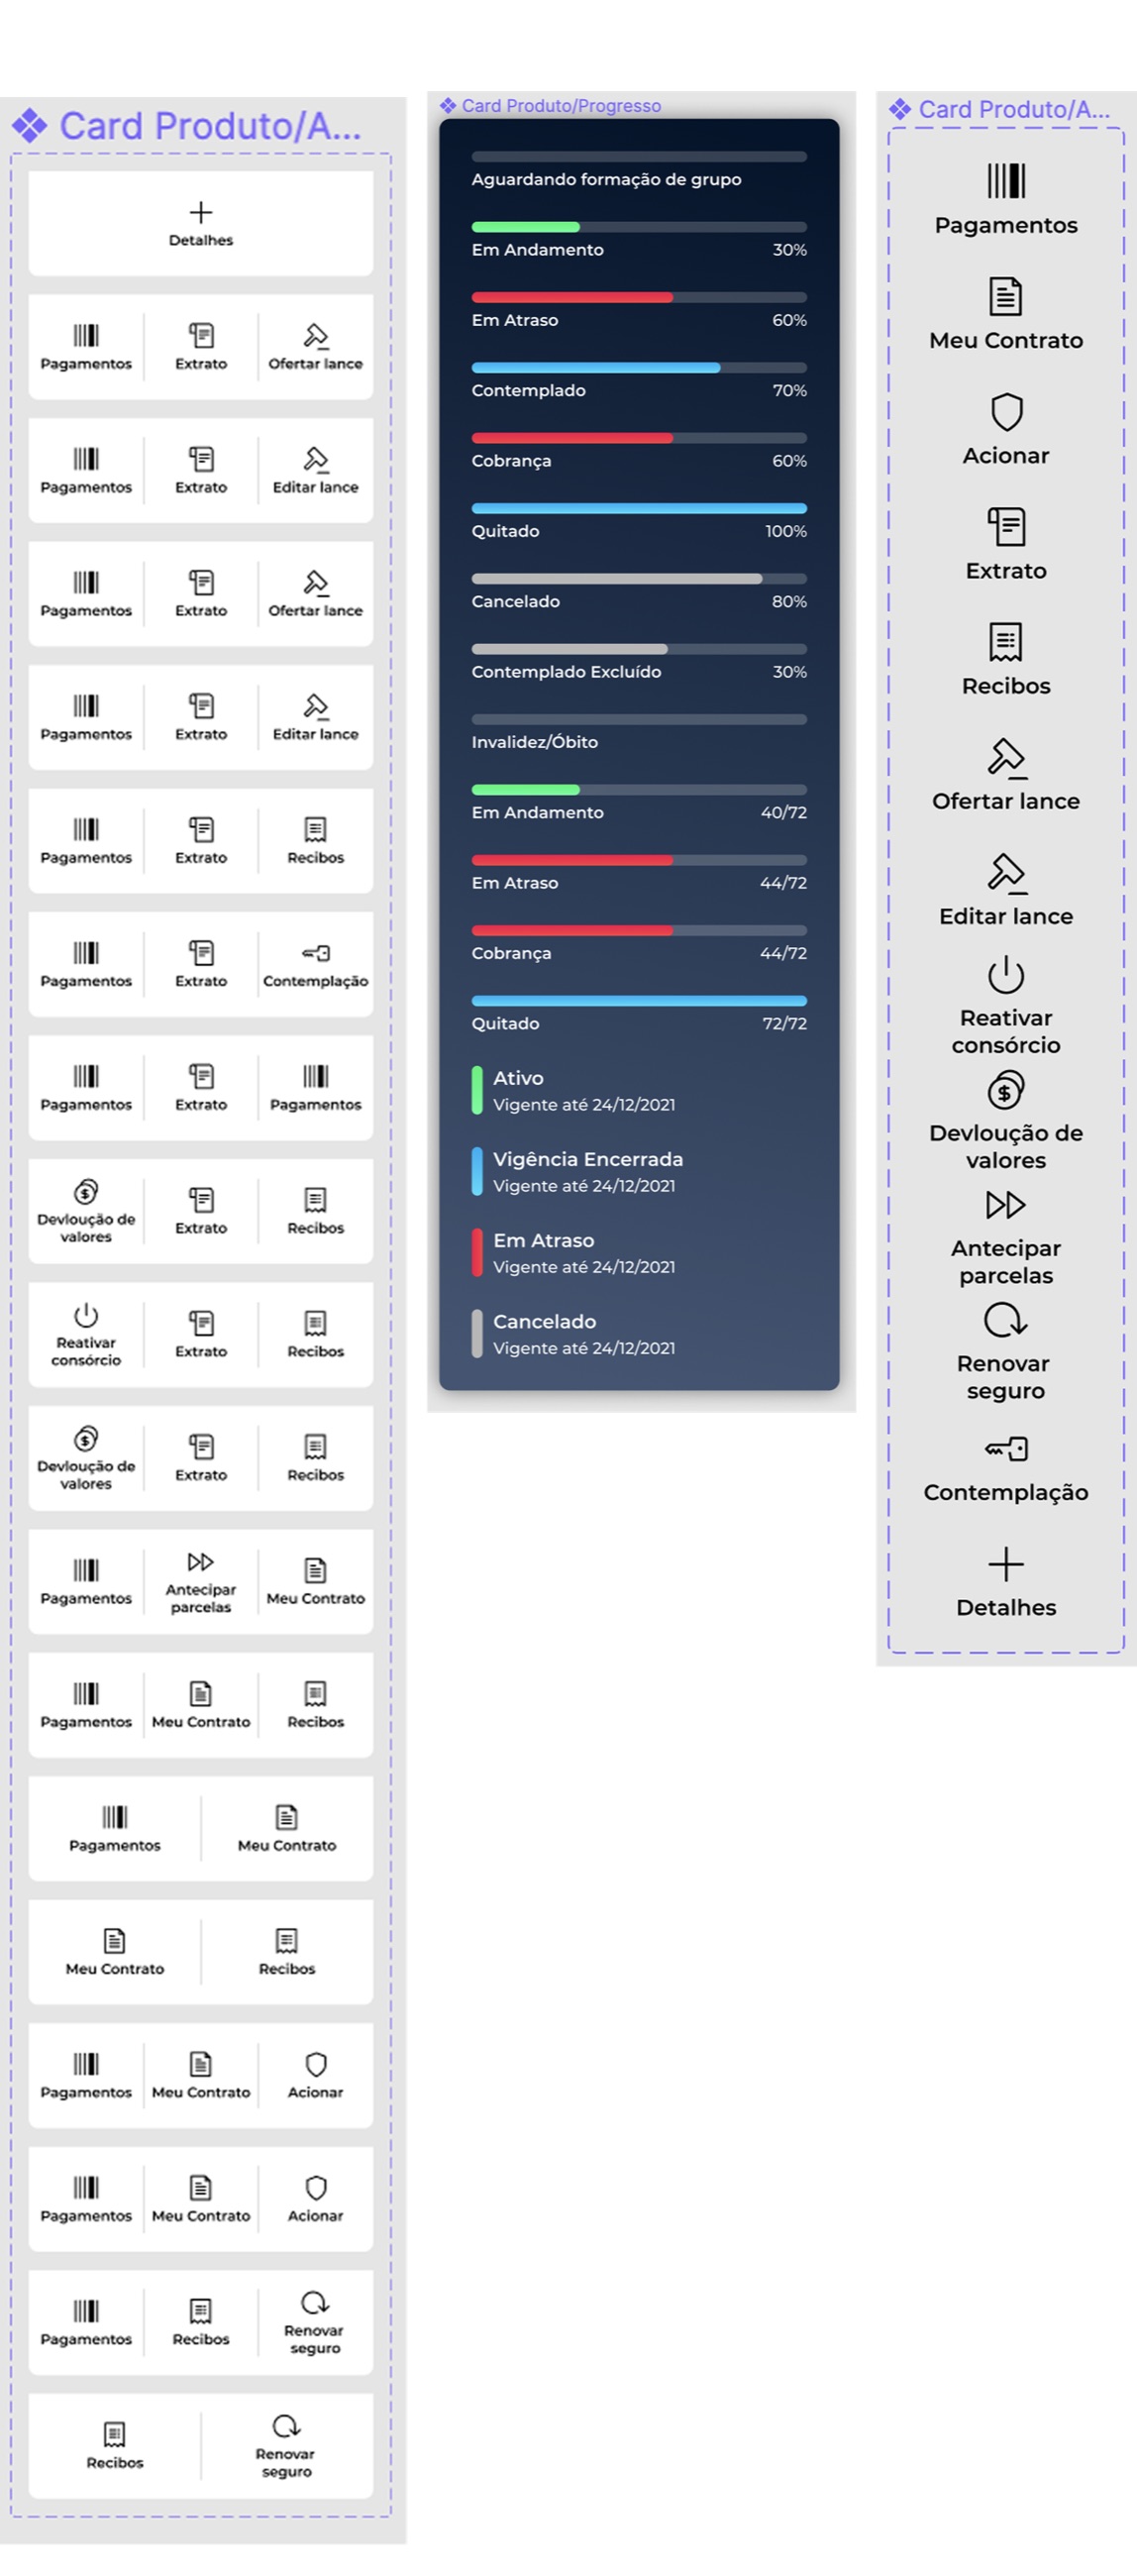 Card Produto/A...
Detalhes
Pagamentos
Extrato
Ofertar lance
Pagamentos
Extrato
Editar lance
Pagamentos
Extrato
Ofertar lance
Pagamentos
Extrato
Editar lance
Pagamentos
Extrato
Recibos
Pagamentos
Extrato
Contemplação
Pagamentos
Extrato
Pagamentos
Devloução de
valores
Extrato
Recibos
Reativar
consórcio
Extrato
Recibos
Devloução de
valores
Extrato
Recibos
Pagamentos
Antecipar
parcelas
Meu Contrato
Pagamentos
Meu Contrato
Recibos
Pagamentos
Meu Contrato
Meu Contrato
Recibos
Pagamentos
Meu Contrato
Acionar
Pagamentos
Meu Contrato
Acionar
Pagamentos
Recibos
Renovar
seguro
Recibos
Renovar
seguro
Card Produto/Progresso
Aguardando formação de grupo
Em Andamento 30%
Em Atraso 60%
Contemplado 70%
Cobrança 60%
Quitado 100%
Cancelado 80%
Contemplado Excluído 30%
Invalidez/Óbito
Em Andamento 40/72
Em Atraso 44/72
Cobrança 44/72
Quitado 72/72
Ativo
Vigente até 24/12/2021
Vigência Encerrada
Vigente até 24/12/2021
Em Atraso
Vigente até 24/12/2021
Cancelado
Vigente até 24/12/2021
Card Produto/A...
Pagamentos
Meu Contrato
Acionar
Extrato
Recibos
Ofertar lance
Editar lance
Reativar
consórcio
Devloução de
valores
Antecipar
parcelas
Renovar
seguro
Contemplação
Detalhes